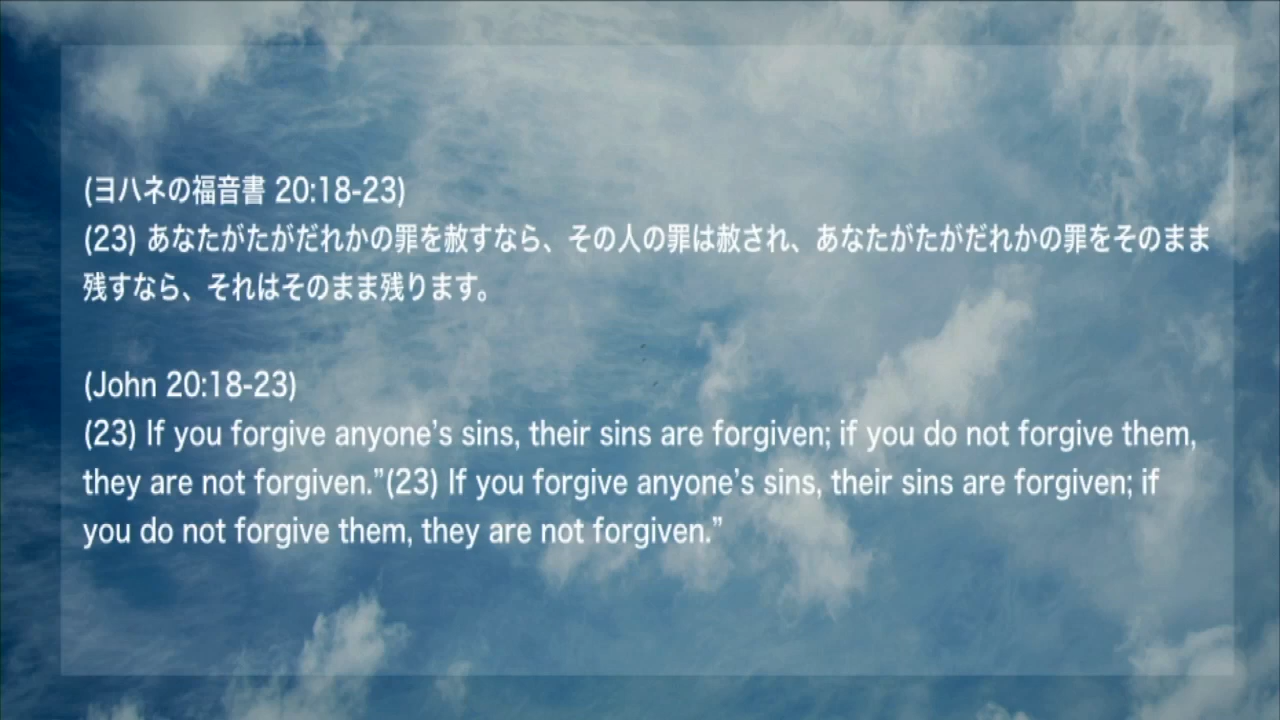 (ヨハネの福音書 20:18-23)
(23) あなたがたがだれかの罪を赦すなら、その人の罪は赦され、あなたがたがだれかの罪をそのまま
残すなら、それはそのまま残ります。
(John 20:18-23)
(23) If you forgive anyone’s sins, their sins are forgiven; if you do not forgive them,
they are not forgiven.”(23) If you forgive anyone’s sins, their sins are forgiven; if
you do not forgive them, they are not forgiven.”